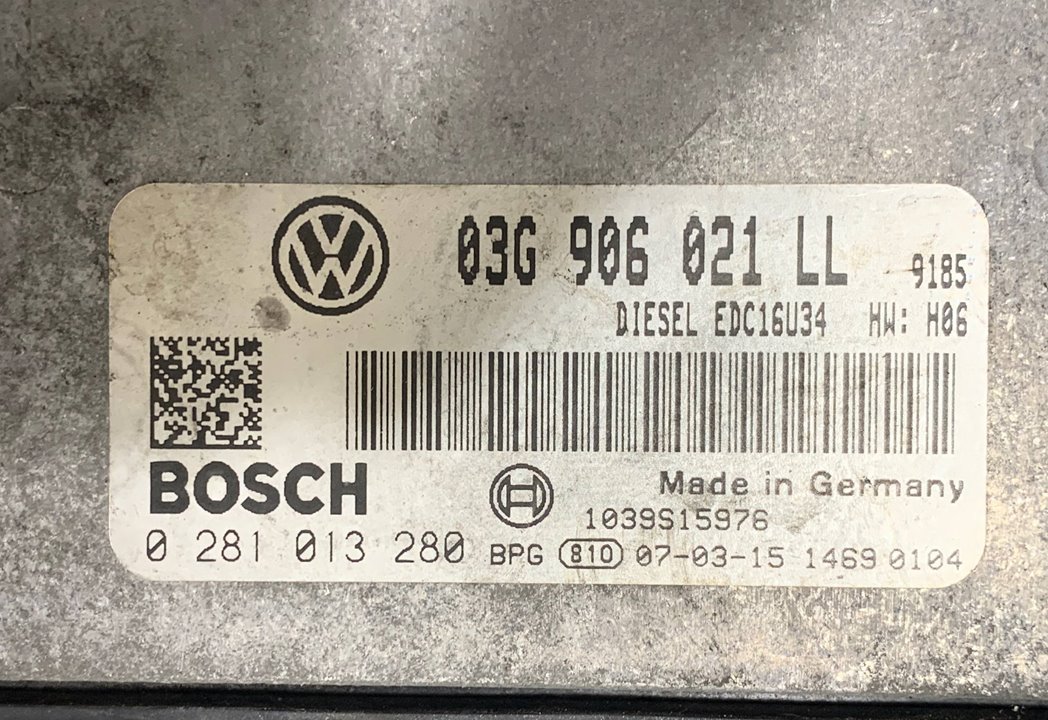 03G 906 021 LL 9185
DIESEL EDC16U34 HW: H06
BOSCH
Made in Germany
1039S15976
0 281 013 280 BPG 810 07-03-15 1469 0104